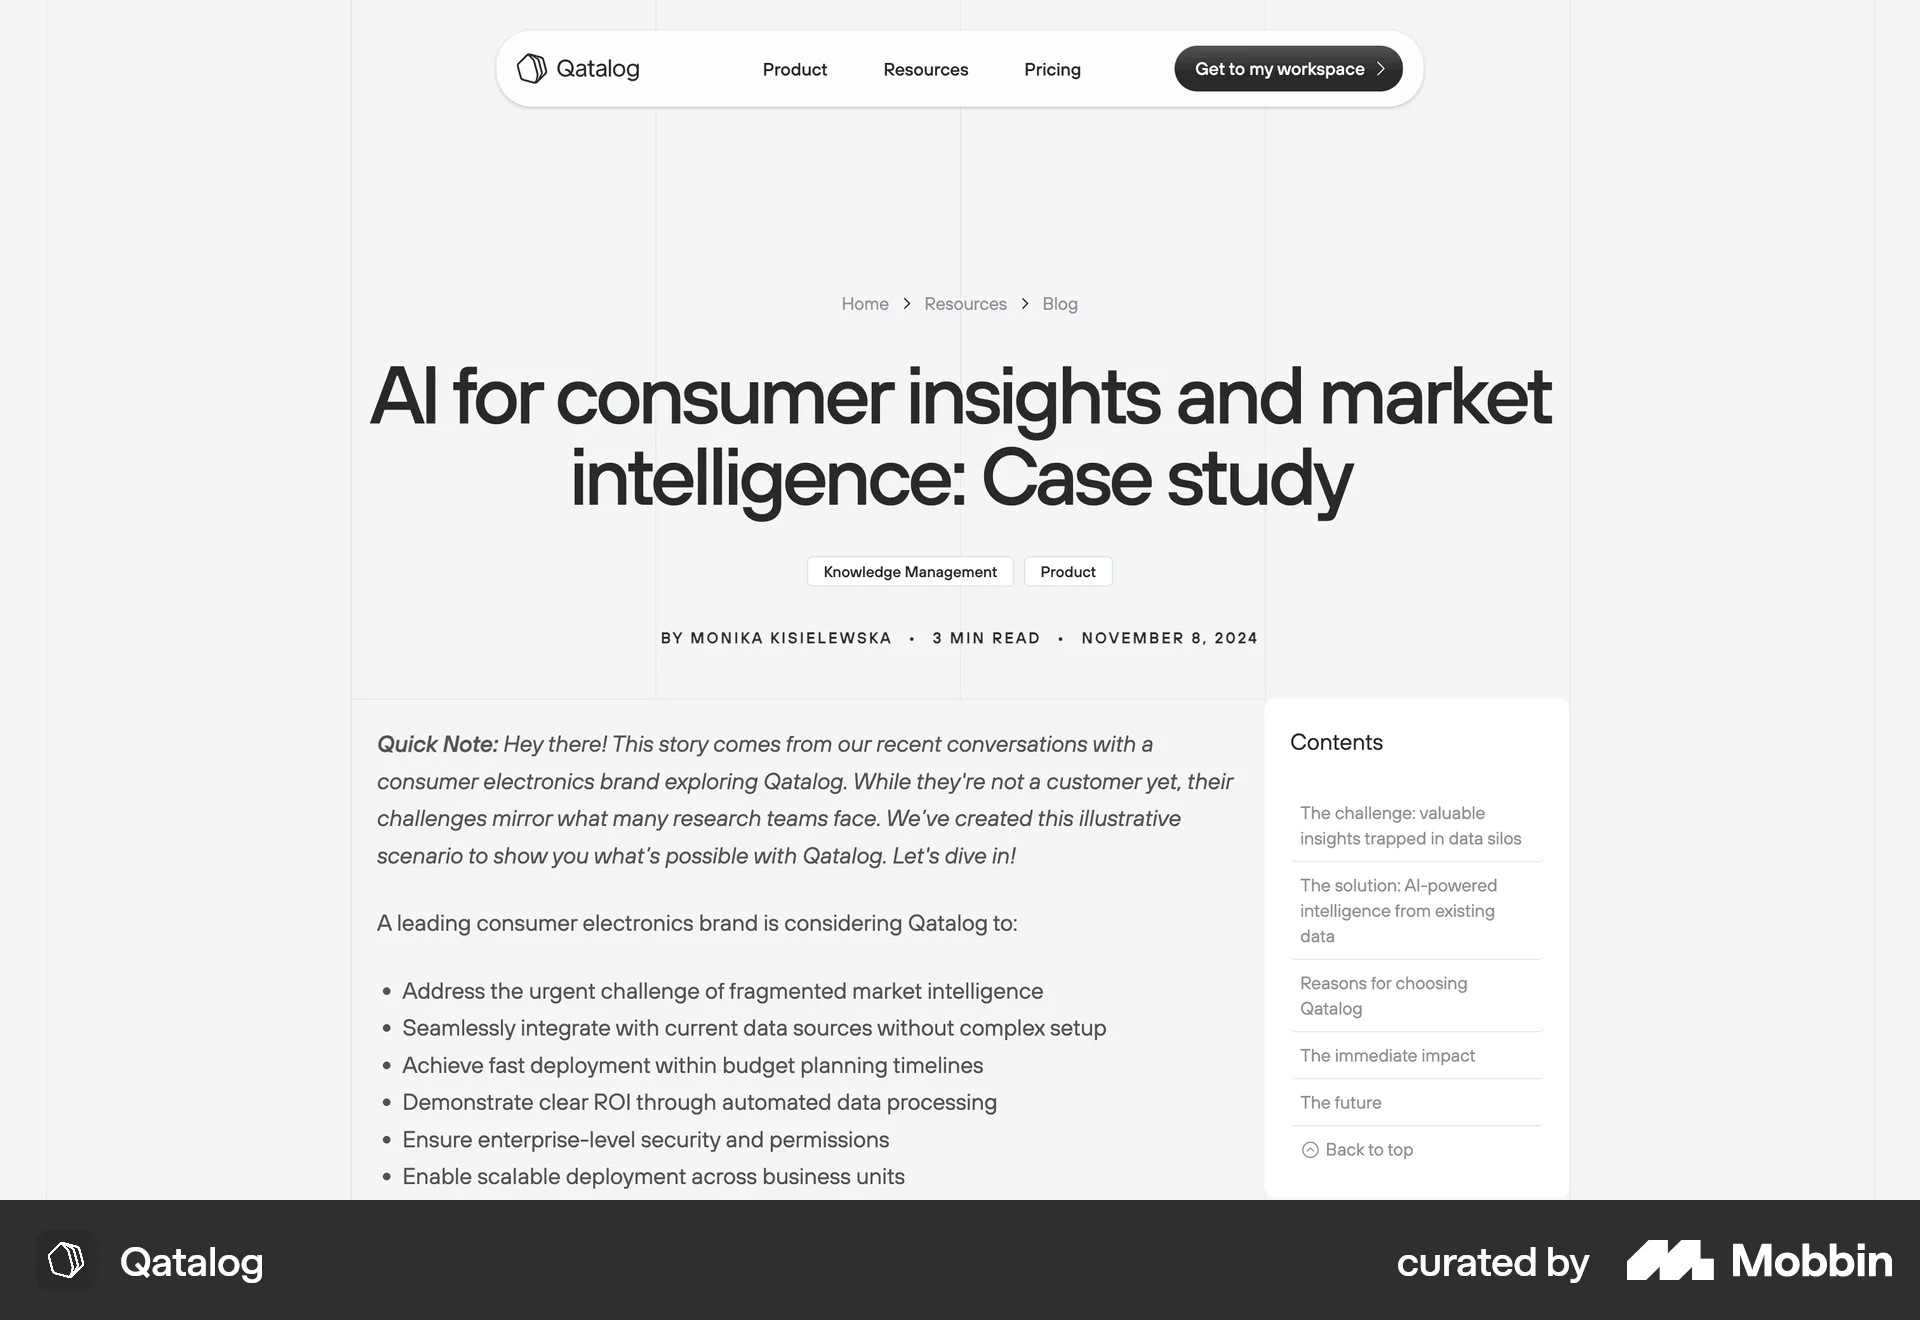 Qatalog
Product
Resources
Pricing
Get to my workspace
Home > Resources > Blog
AI for consumer insights and market
intelligence: Case study
Knowledge Management
Product
BY MONIKA KISIELEWSKA • 3 MIN READ • NOVEMBER 8, 2024
Quick Note: Hey there! This story comes from our recent conversations with a
consumer electronics brand exploring Qatalog. While they're not a customer yet, their
challenges mirror what many research teams face. We've created this illustrative
scenario to show you what's possible with Qatalog. Let's dive in!
A leading consumer electronics brand is considering Qatalog to:
• Address the urgent challenge of fragmented market intelligence
• Seamlessly integrate with current data sources without complex setup
• Achieve fast deployment within budget planning timelines
• Demonstrate clear ROI through automated data processing
• Ensure enterprise-level security and permissions
• Enable scalable deployment across business units
Contents
The challenge: valuable
insights trapped in data silos
The solution: AI-powered
intelligence from existing
data
Reasons for choosing
Qatalog
The immediate impact
The future
Back to top
Qatalog
curated by
Mobbin